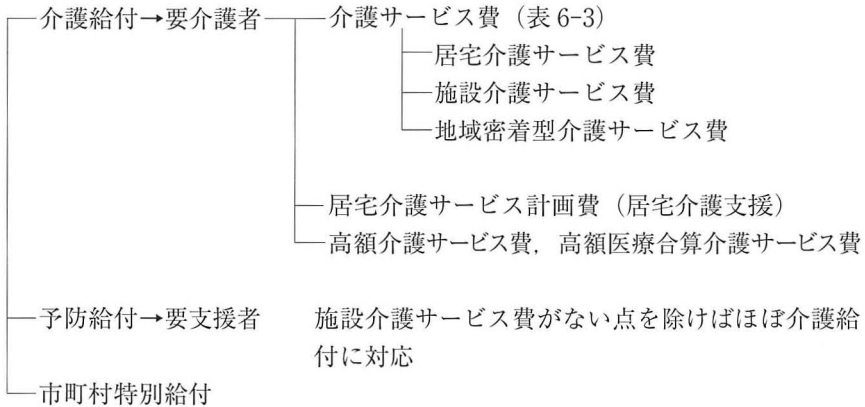 介護給付→要介護者 介護サービス費（表 6-3）
居宅介護サービス費
施設介護サービス費
地域密着型介護サービス費
居宅介護サービス計画費（居宅介護支援）
高額介護サービス費，高額医療合算介護サービス費
予防給付→要支援者 施設介護サービス費がない点を除けばほぼ介護給
付に対応
市町村特別給付